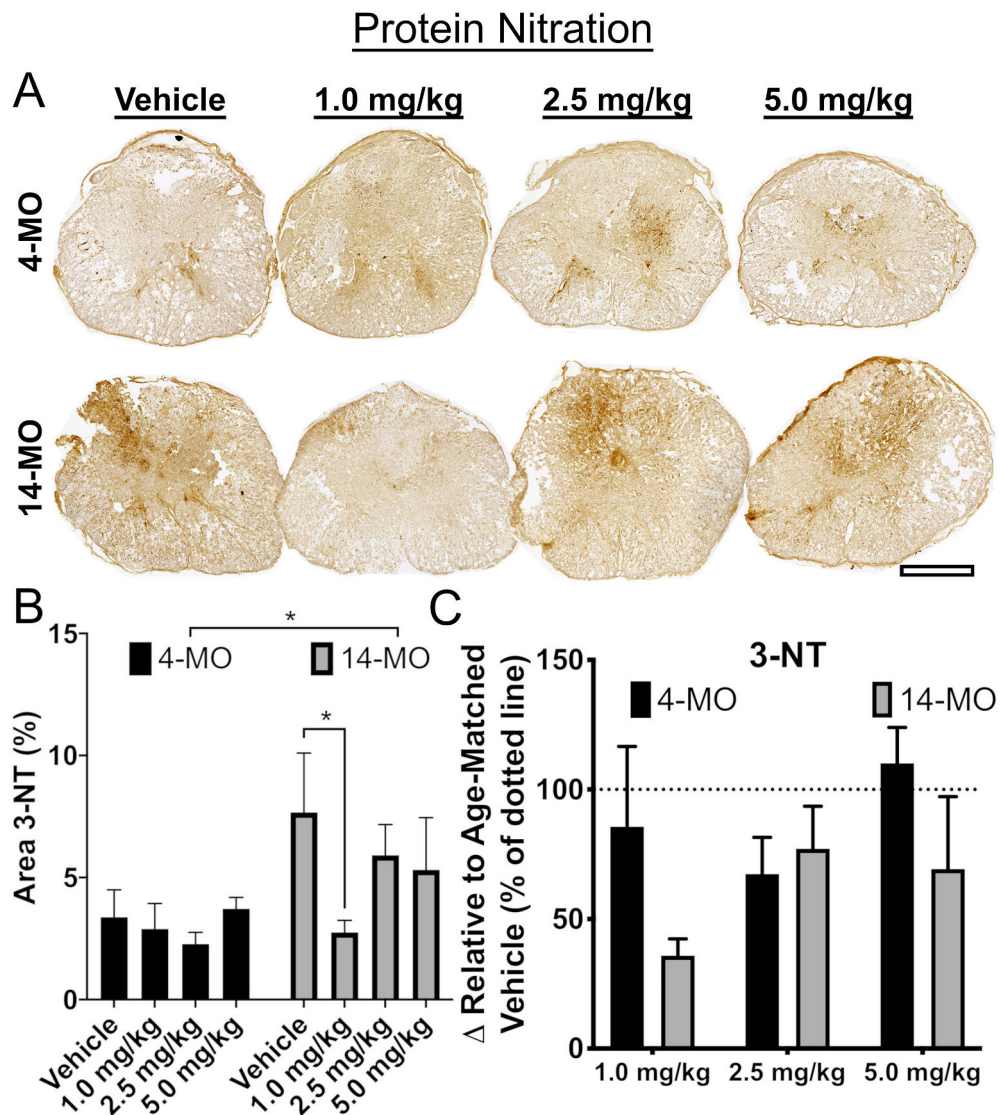 Protein Nitration
A
Vehicle
1.0 mg/kg
2.5 mg/kg
5.0 mg/kg
4-MO
14-MO
B
Area 3-NT (%)
15
10
5
0
*
4-MO
14-MO
*
Vehicle
1.0 mg/kg
2.5 mg/kg
5.0 mg/kg
Vehicle
1.0 mg/kg
2.5 mg/kg
5.0 mg/kg
C
3-NT
Δ Relative to Age-Matched
Vehicle (% of dotted line)
150
100
50
0
4-MO
14-MO
1.0 mg/kg
2.5 mg/kg
5.0 mg/kg